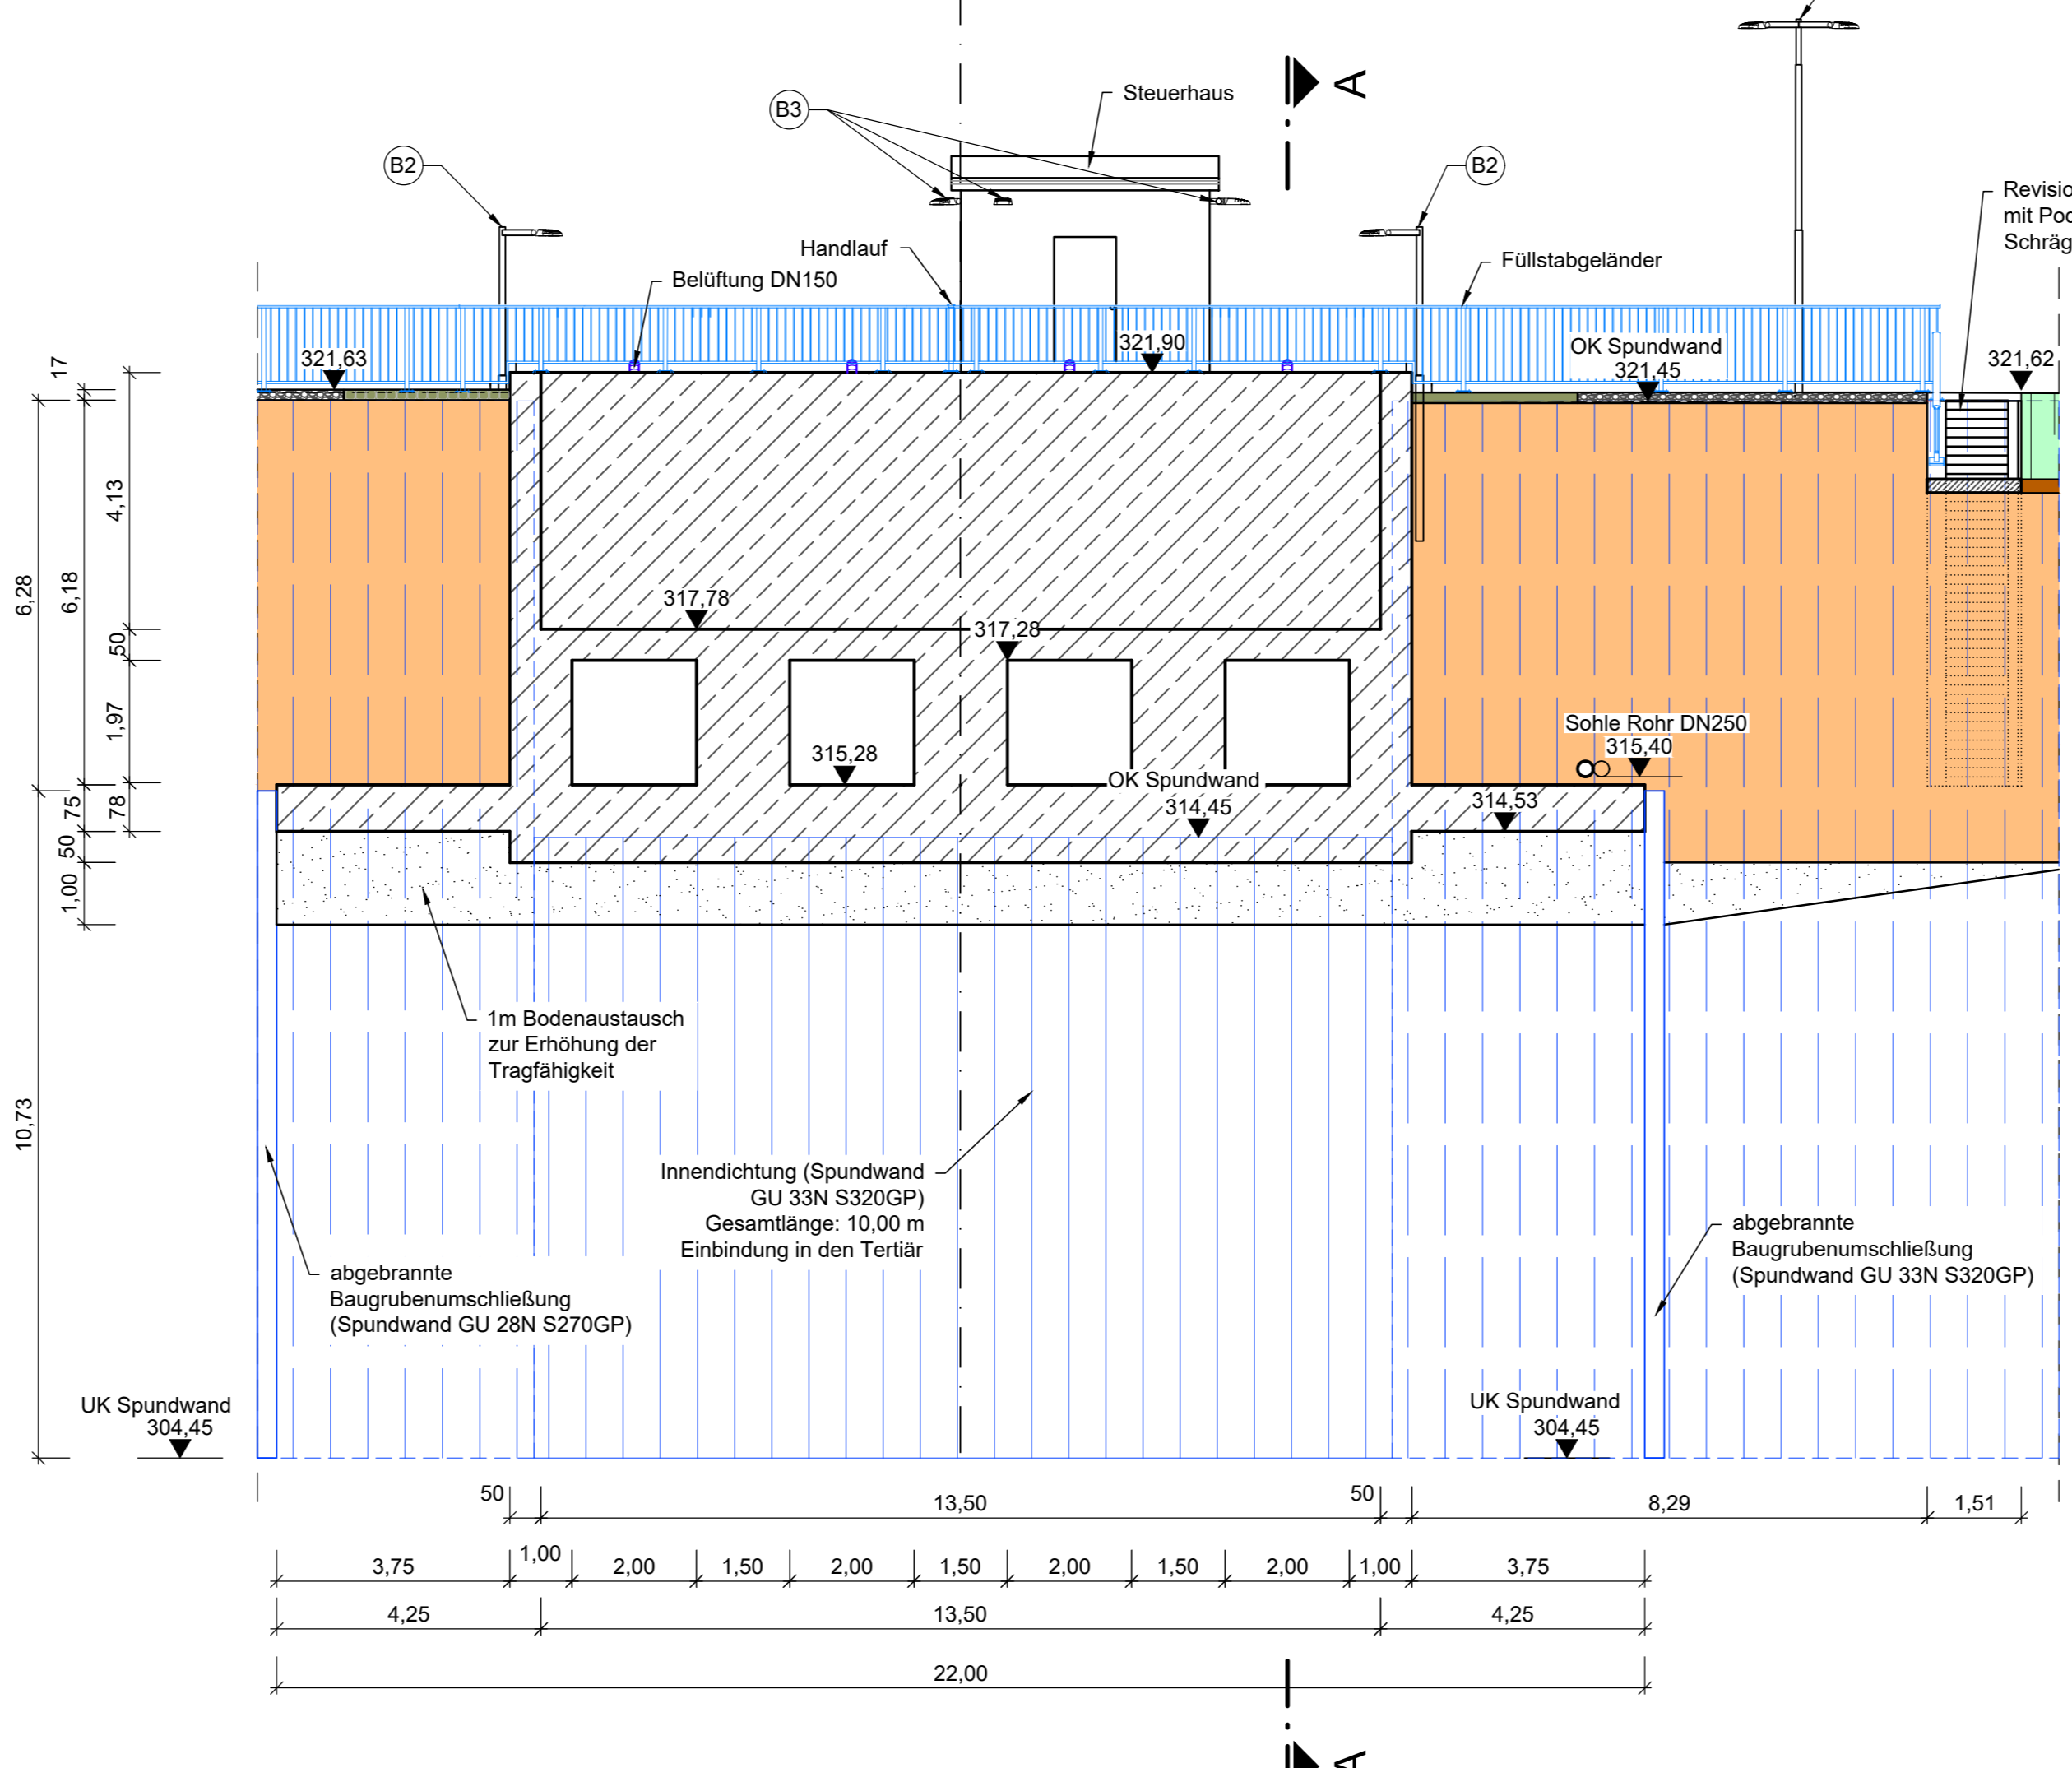 A
Steuerhaus
B3
B2
B2
Revisio
mit Pod
Schräg
Handlauf
Füllstabgeländer
Belüftung DN150
321,90
OK Spundwand
321,45
321,63
321,62
17
4,13
6,18
6,28
317,78
50
317,28
1,97
Sohle Rohr DN250
315,40
315,28
OK Spundwand
314,45
314,53
75
78
50
1,00
1m Bodenaustausch
zur Erhöhung der
Tragfähigkeit
10,73
Innendichtung (Spundwand
GU 33N S320GP)
Gesamtlänge: 10,00 m
Einbindung in den Tertiär
abgebrannte
Baugrubenumschließung
(Spundwand GU 33N S320GP)
abgebrannte
Baugrubenumschließung
(Spundwand GU 28N S270GP)
UK Spundwand
304,45
UK Spundwand
304,45
50 13,50 50 8,29 1,51
3,75 1,00 2,00 1,50 2,00 1,50 2,00 1,50 2,00 1,00 3,75
4,25 13,50 4,25
22,00
A